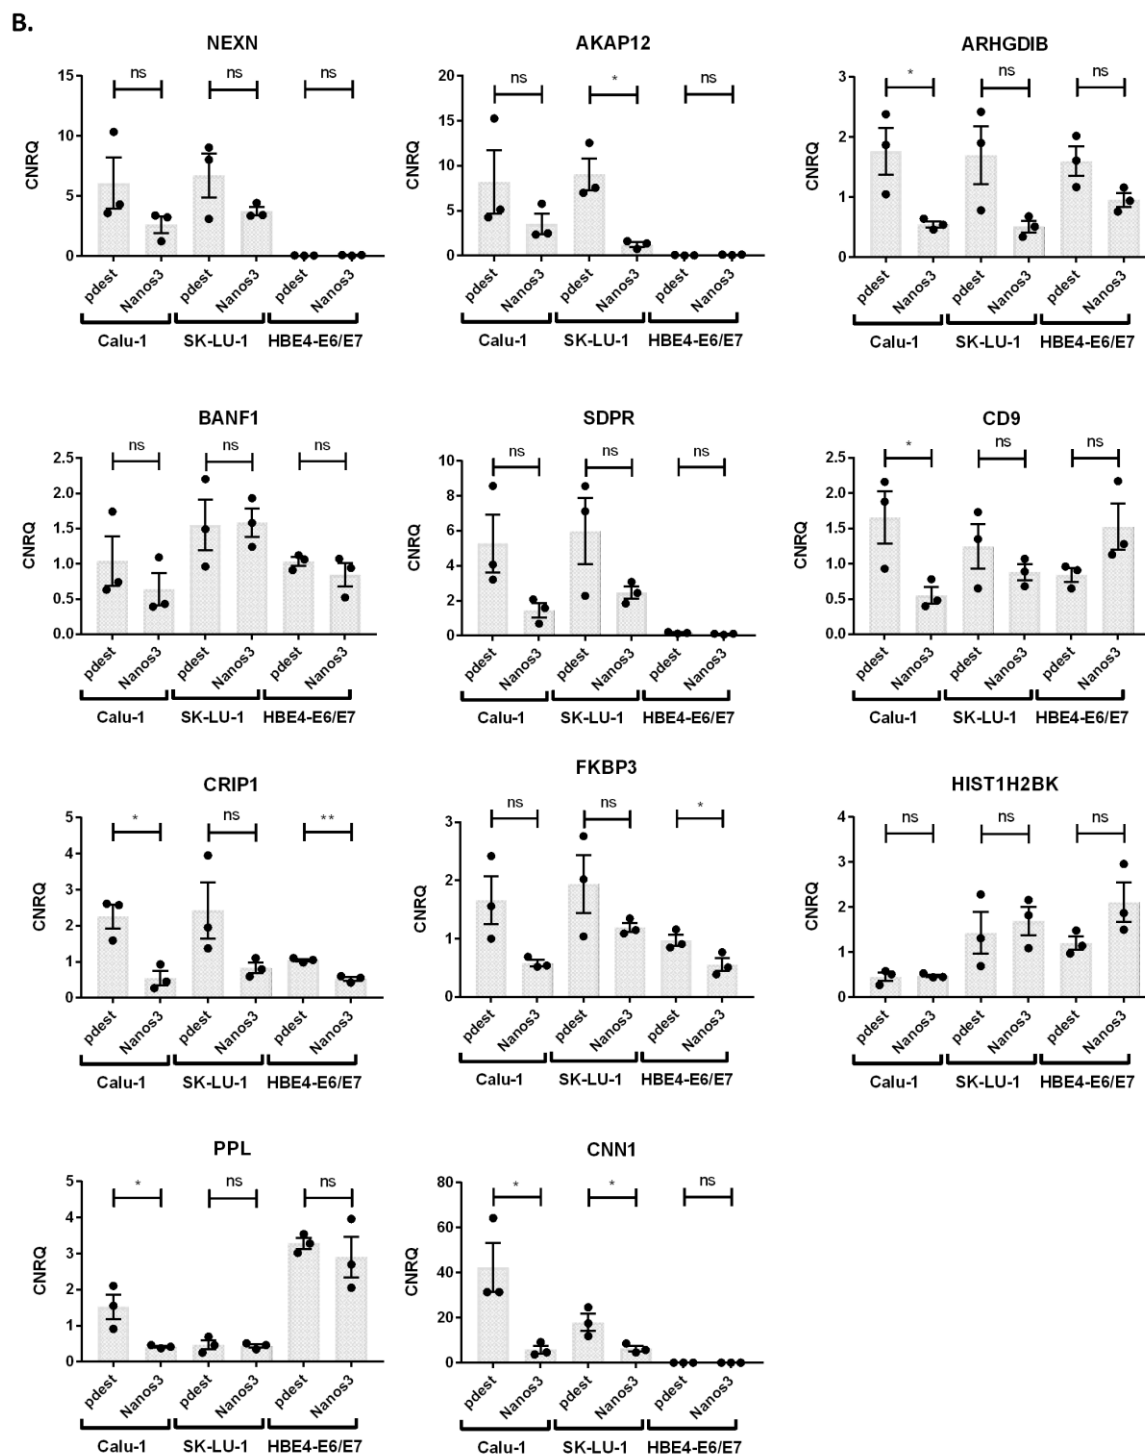 B.
NEXN
ns ns ns
15
10
5
0
CNRQ
pdest Nanos3 pdest Nanos3 pdest Nanos3
Calu-1 SK-LU-1 HBE4-E6/E7
AKAP12
ns * ns
20
15
10
5
0
CNRQ
pdest Nanos3 pdest Nanos3 pdest Nanos3
Calu-1 SK-LU-1 HBE4-E6/E7
ARHGDIB
* ns ns
3
2
1
0
CNRQ
pdest Nanos3 pdest Nanos3 pdest Nanos3
Calu-1 SK-LU-1 HBE4-E6/E7
BANF1
ns ns ns
2.5
2.0
1.5
1.0
0.5
0.0
CNRQ
pdest Nanos3 pdest Nanos3 pdest Nanos3
Calu-1 SK-LU-1 HBE4-E6/E7
SDPR
ns ns ns
10
8
6
4
2
0
CNRQ
pdest Nanos3 pdest Nanos3 pdest Nanos3
Calu-1 SK-LU-1 HBE4-E6/E7
CD9
* ns ns
2.5
2.0
1.5
1.0
0.5
0.0
CNRQ
pdest Nanos3 pdest Nanos3 pdest Nanos3
Calu-1 SK-LU-1 HBE4-E6/E7
CRIP1
* ns **
5
4
3
2
1
0
CNRQ
pdest Nanos3 pdest Nanos3 pdest Nanos3
Calu-1 SK-LU-1 HBE4-E6/E7
FKBP3
ns ns *
3
2
1
0
CNRQ
pdest Nanos3 pdest Nanos3 pdest Nanos3
Calu-1 SK-LU-1 HBE4-E6/E7
HIST1H2BK
ns ns ns
4
3
2
1
0
CNRQ
pdest Nanos3 pdest Nanos3 pdest Nanos3
Calu-1 SK-LU-1 HBE4-E6/E7
PPL
* ns ns
5
4
3
2
1
0
CNRQ
pdest Nanos3 pdest Nanos3 pdest Nanos3
Calu-1 SK-LU-1 HBE4-E6/E7
CNN1
* * ns
80
60
40
20
0
CNRQ
pdest Nanos3 pdest Nanos3 pdest Nanos3
Calu-1 SK-LU-1 HBE4-E6/E7